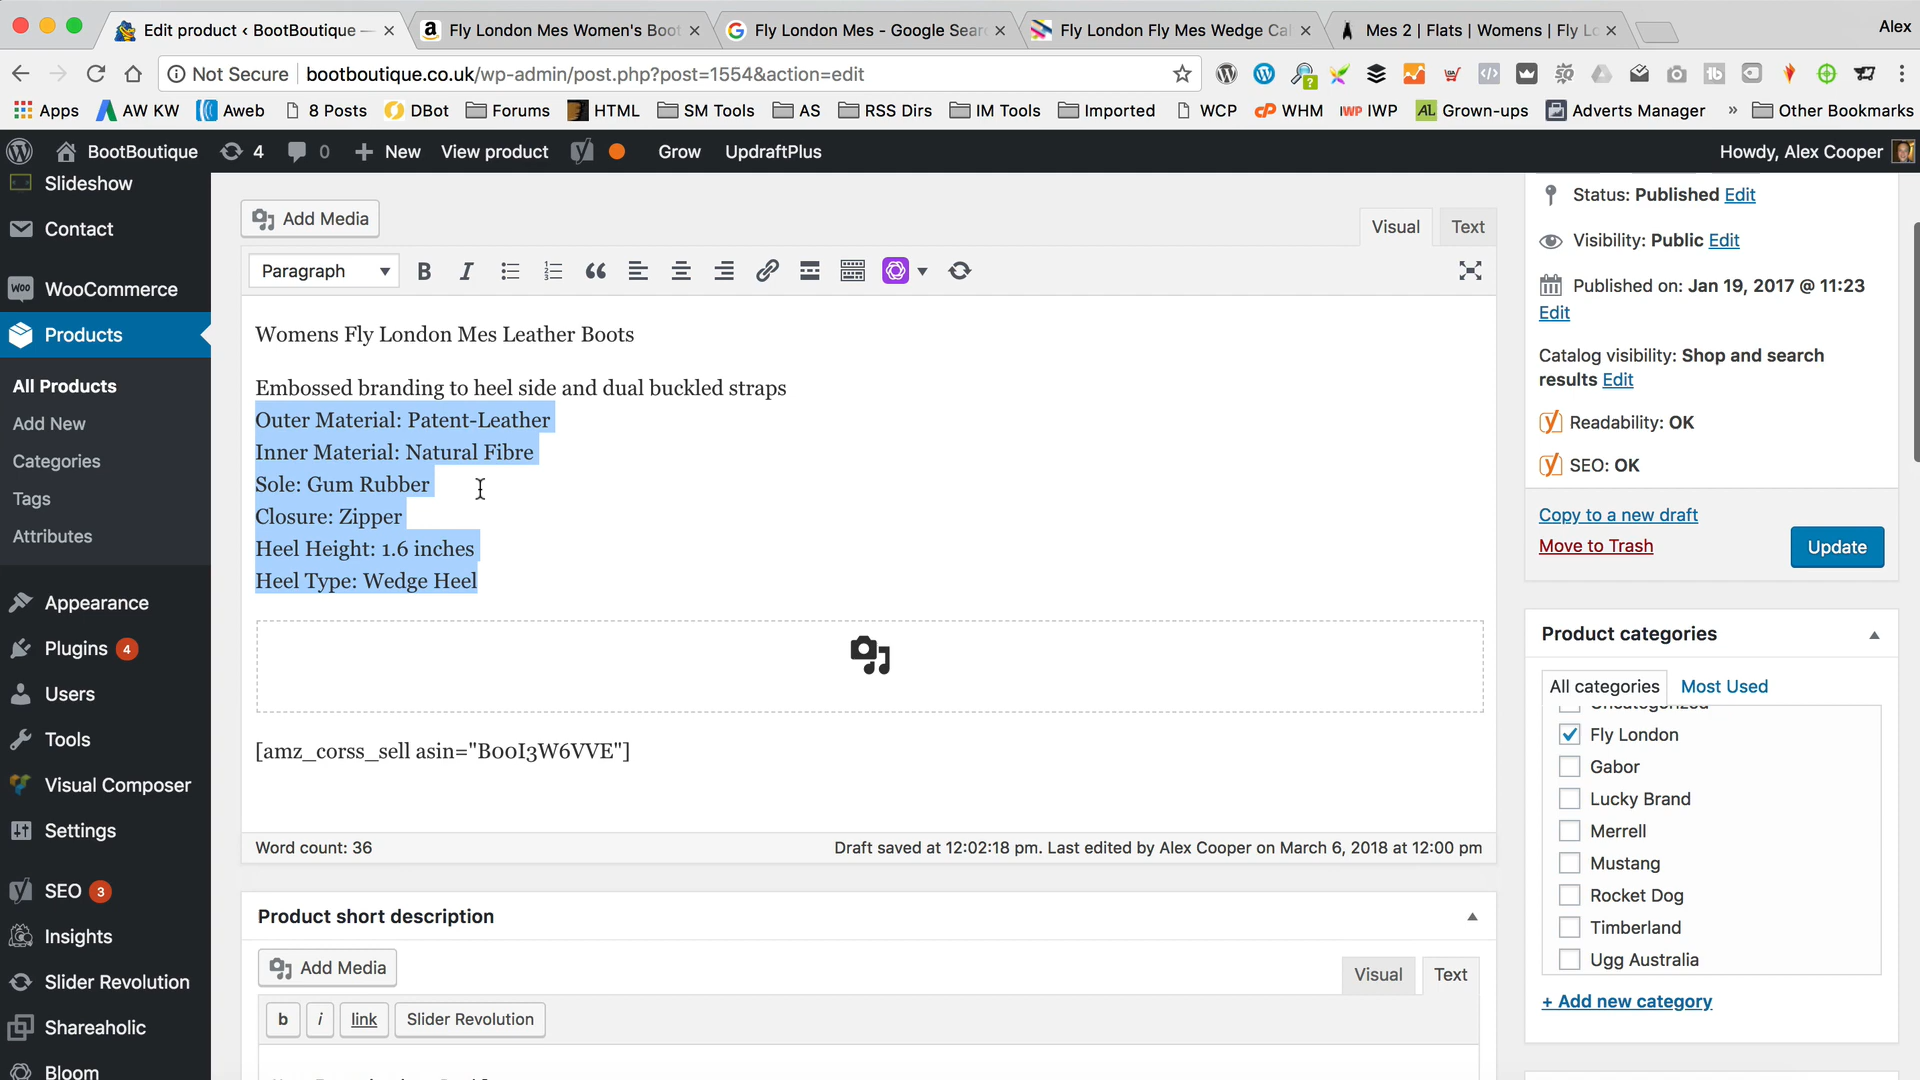 Edit product ‹ BootBoutique —
Fly London Mes Women's Boot
Fly London Mes - Google Sear
Fly London Fly Mes Wedge Cal
Mes 2 | Flats | Womens | Fly Lo
Alex
Not Secure
bootboutique.co.uk/wp-admin/post.php?post=1554&action=edit
Apps
AW KW
Aweb
8 Posts
DBot
Forums
HTML
SM Tools
AS
RSS Dirs
IM Tools
Imported
WCP
cP WHM
IWP IWP
AL Grown-ups
Adverts Manager
»
Other Bookmarks
BootBoutique
4
0
+ New
View product
Grow
UpdraftPlus
Howdy, Alex Cooper
Slideshow
Contact
WooCommerce
Products
All Products
Add New
Categories
Tags
Attributes
Appearance
Plugins 4
Users
Tools
Visual Composer
Settings
SEO 3
Insights
Slider Revolution
Shareaholic
Bloom
Add Media
Visual
Text
Paragraph
B
I
Womens Fly London Mes Leather Boots
Embossed branding to heel side and dual buckled straps
Outer Material: Patent-Leather
Inner Material: Natural Fibre
Sole: Gum Rubber
Closure: Zipper
Heel Height: 1.6 inches
Heel Type: Wedge Heel
[amz_corss_sell asin="B00I3W6VVE"]
Word count: 36
Draft saved at 12:02:18 pm. Last edited by Alex Cooper on March 6, 2018 at 12:00 pm
Product short description
Add Media
Visual
Text
b
i
link
Slider Revolution
Status: Published Edit
Visibility: Public Edit
Published on: Jan 19, 2017 @ 11:23
Edit
Catalog visibility: Shop and search
results Edit
Readability: OK
SEO: OK
Copy to a new draft
Move to Trash
Update
Product categories
All categories
Most Used
Uncategorized
Fly London
Gabor
Lucky Brand
Merrell
Mustang
Rocket Dog
Timberland
Ugg Australia
+ Add new category